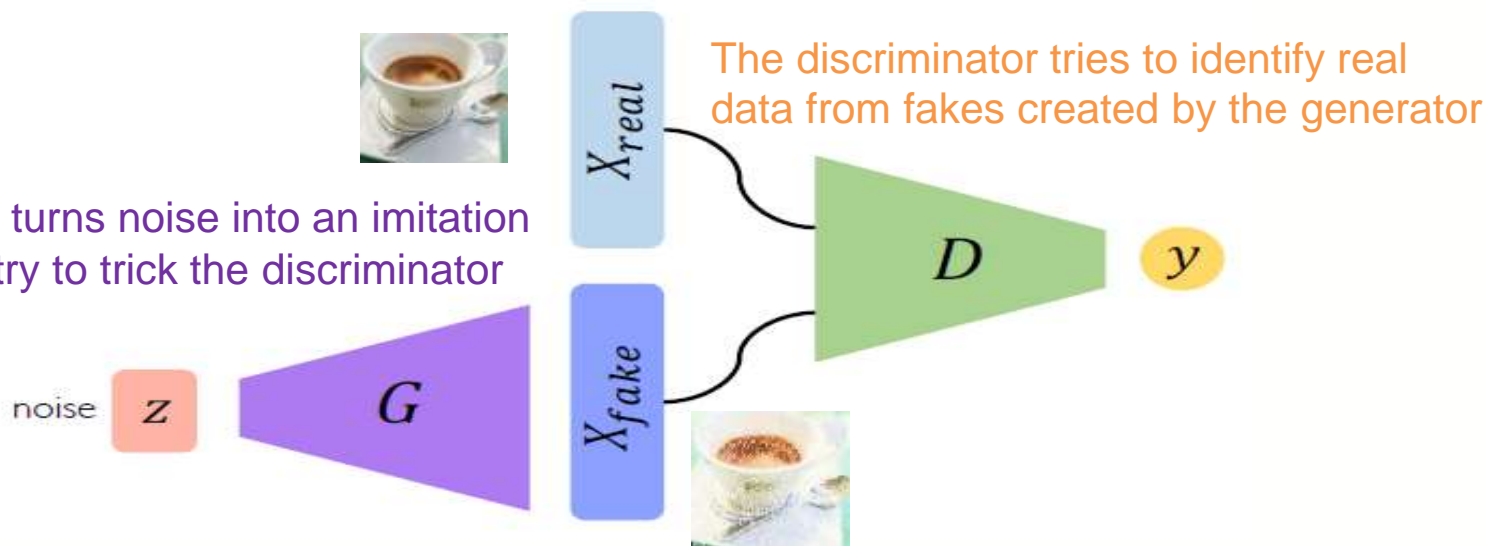 The discriminator tries to identify real
data from fakes created by the generator
X_real
turns noise into an imitation
try to trick the discriminator
D
y
noise
z
G
X_fake